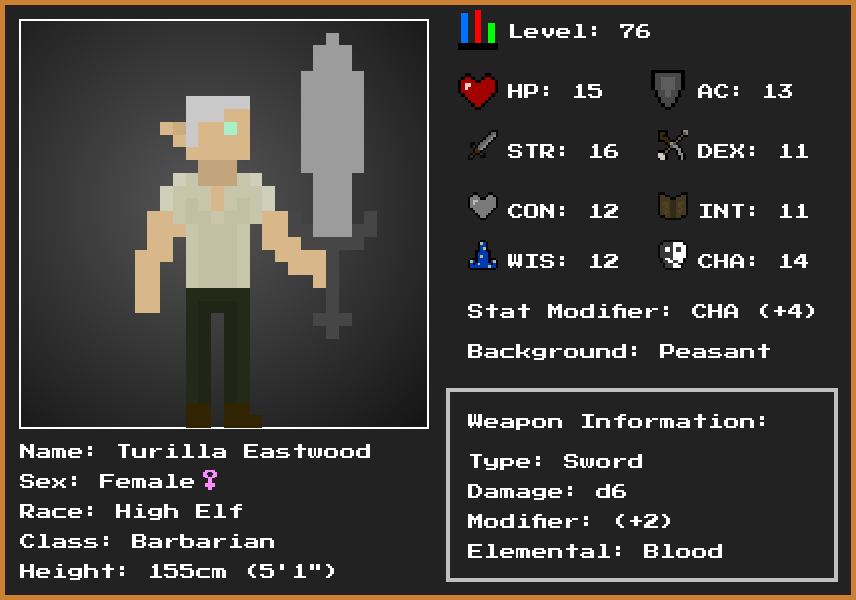 Level: 76
HP: 15
AC: 13
STR: 16
DEX: 11
CON: 12
INT: 11
WIS: 12
CHA: 14
Stat Modifier: CHA (+4)
Background: Peasant
Weapon Information:
Type: Sword
Damage: d6
Modifier: (+2)
Elemental: Blood
Name: Turilla Eastwood
Sex: Female♀
Race: High Elf
Class: Barbarian
Height: 155cm (5'1")